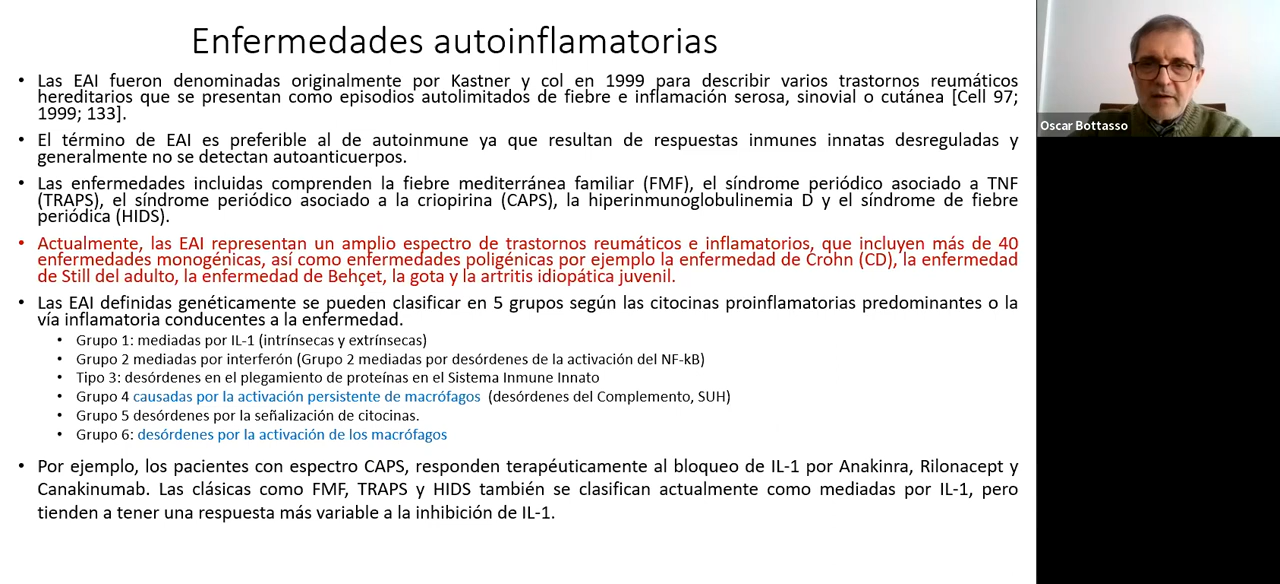 Enfermedades autoinflamatorias
• Las EAI fueron denominadas originalmente por Kastner y col en 1999 para describir varios trastornos reumáticos
hereditarios que se presentan como episodios autolimitados de fiebre e inflamación serosa, sinovial o cutánea [Cell 97;
1999; 133].
• El término de EAI es preferible al de autoinmune ya que resultan de respuestas inmunes innatas desreguladas y
generalmente no se detectan autoanticuerpos.
• Las enfermedades incluidas comprenden la fiebre mediterránea familiar (FMF), el síndrome periódico asociado a TNF
(TRAPS), el síndrome periódico asociado a la criopirina (CAPS), la hiperinmunoglobulinemia D y el síndrome de fiebre
periódica (HIDS).
• Actualmente, las EAI representan un amplio espectro de trastornos reumáticos e inflamatorios, que incluyen más de 40
enfermedades monogénicas, así como enfermedades poligénicas por ejemplo la enfermedad de Crohn (CD), la enfermedad
de Still del adulto, la enfermedad de Behçet, la gota y la artritis idiopática juvenil.
• Las EAI definidas genéticamente se pueden clasificar en 5 grupos según las citocinas proinflamatorias predominantes o la
vía inflamatoria conducentes a la enfermedad.
• Grupo 1: mediadas por IL-1 (intrínsecas y extrínsecas)
• Grupo 2 mediadas por interferón (Grupo 2 mediadas por desórdenes de la activación del NF-kB)
• Tipo 3: desórdenes en el plegamiento de proteínas en el Sistema Inmune Innato
• Grupo 4 causadas por la activación persistente de macrófagos (desórdenes del Complemento, SUH)
• Grupo 5 desórdenes por la señalización de citocinas.
• Grupo 6: desórdenes por la activación de los macrófagos
• Por ejemplo, los pacientes con espectro CAPS, responden terapéuticamente al bloqueo de IL-1 por Anakinra, Rilonacept y
Canakinumab. Las clásicas como FMF, TRAPS y HIDS también se clasifican actualmente como mediadas por IL-1, pero
tienden a tener una respuesta más variable a la inhibición de IL-1.
Oscar Bottasso